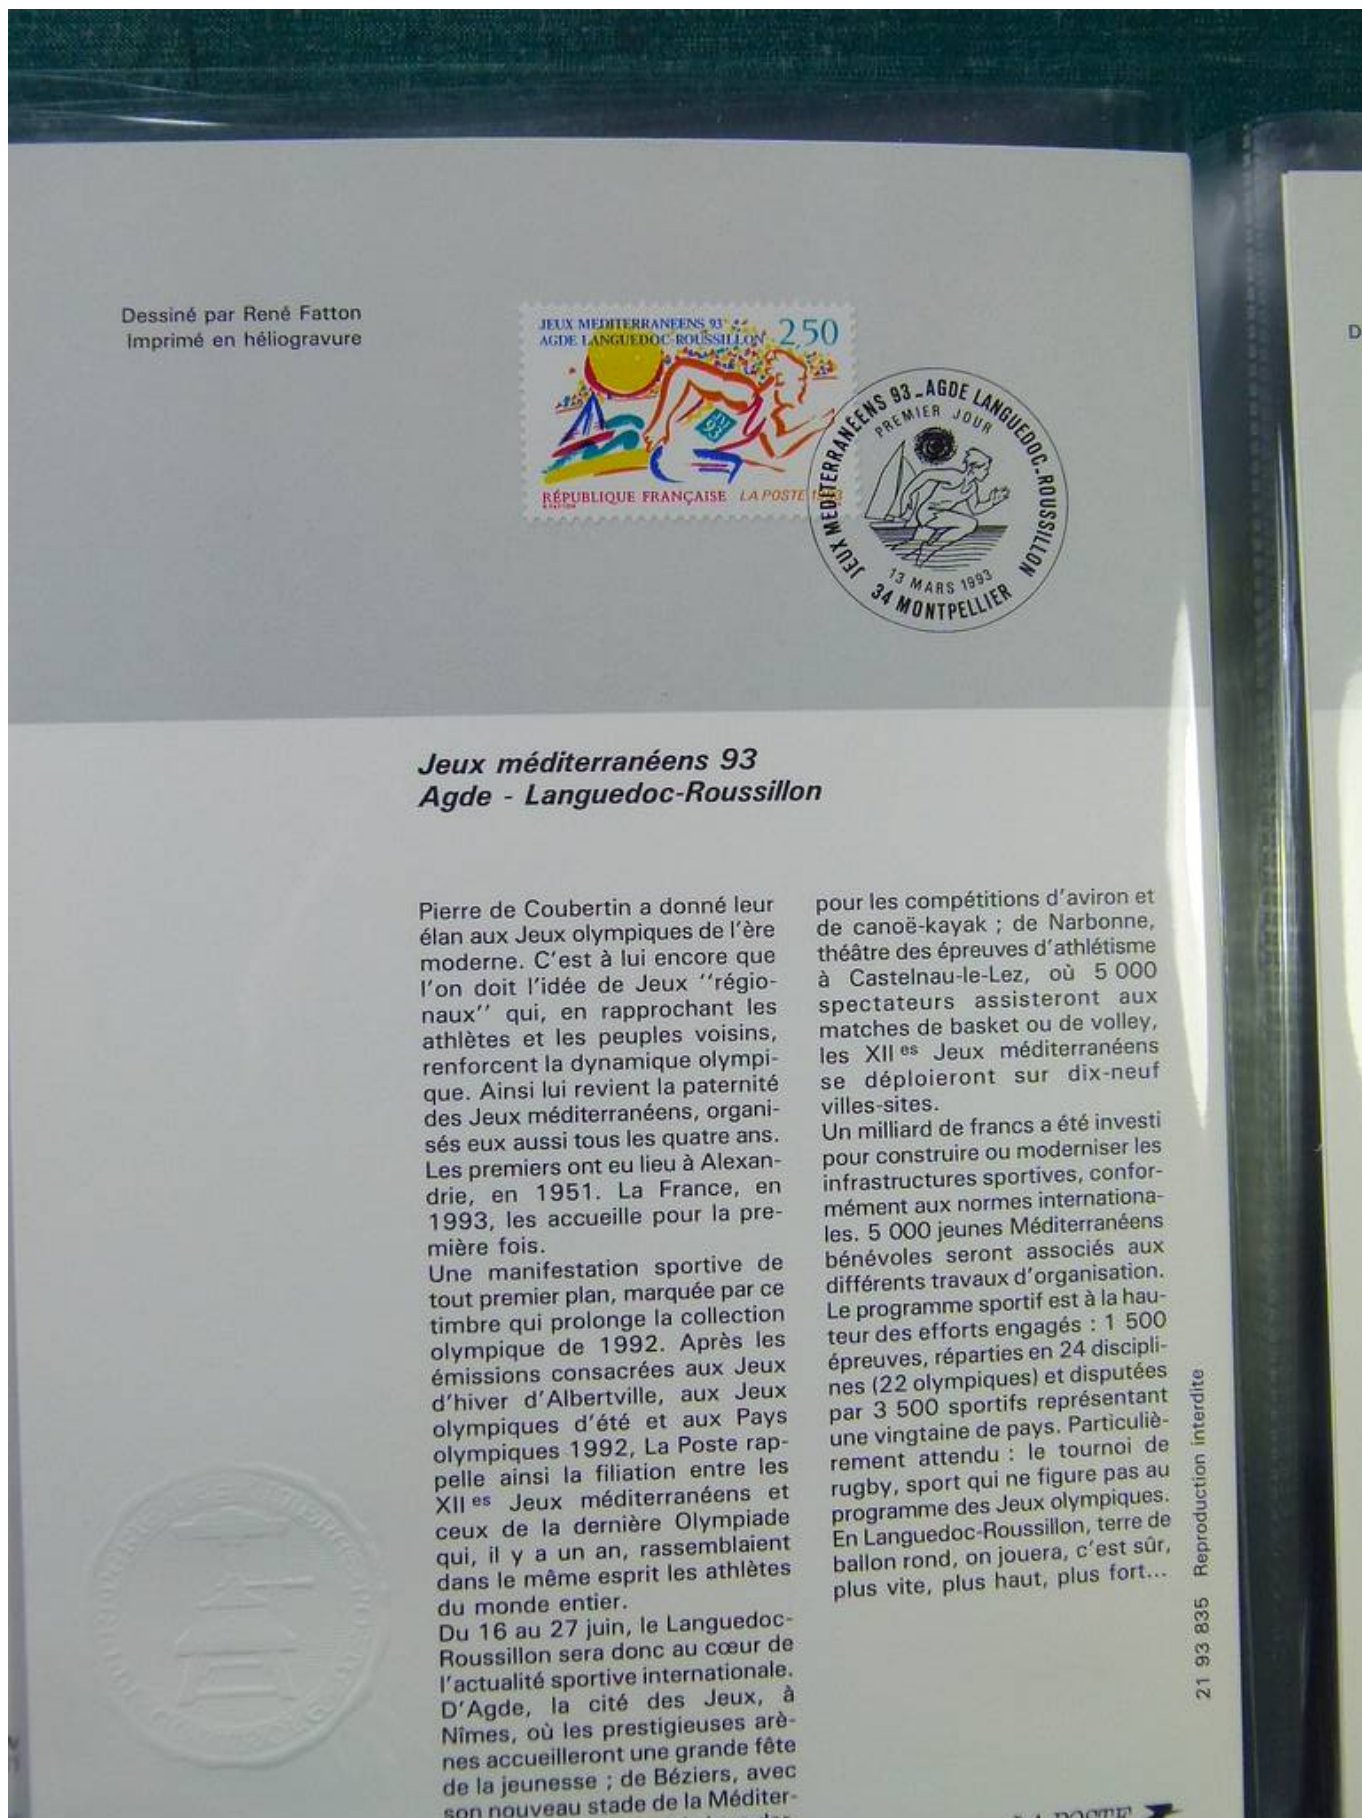 Dessiné par René Fatton
Imprimé en héliogravure
JEUX MEDITERRANEENS 93
AGDE LANGUEDOC-ROUSSILLON
2,50
93
RÉPUBLIQUE FRANÇAISE LA POSTE 1993
JEUX MEDITERRANEENS 93_AGDE LANGUEDOC-ROUSSILLON
PREMIER JOUR
13 MARS 1993
34 MONTPELLIER
D
Jeux méditerranéens 93
Agde - Languedoc-Roussillon
Pierre de Coubertin a donné leur
élan aux Jeux olympiques de l'ère
moderne. C'est à lui encore que
l'on doit l'idée de Jeux ''régio-
naux'' qui, en rapprochant les
athlètes et les peuples voisins,
renforcent la dynamique olympi-
que. Ainsi lui revient la paternité
des Jeux méditerranéens, organi-
sés eux aussi tous les quatre ans.
Les premiers ont eu lieu à Alexan-
drie, en 1951. La France, en
1993, les accueille pour la pre-
mière fois.
Une manifestation sportive de
tout premier plan, marquée par ce
timbre qui prolonge la collection
olympique de 1992. Après les
émissions consacrées aux Jeux
d'hiver d'Albertville, aux Jeux
olympiques d'été et aux Pays
olympiques 1992, La Poste rap-
pelle ainsi la filiation entre les
XIIes Jeux méditerranéens et
ceux de la dernière Olympiade
qui, il y a un an, rassemblaient
dans le même esprit les athlètes
du monde entier.
Du 16 au 27 juin, le Languedoc-
Roussillon sera donc au cœur de
l'actualité sportive internationale.
D'Agde, la cité des Jeux, à
Nîmes, où les prestigieuses arè-
nes accueilleront une grande fête
de la jeunesse ; de Béziers, avec
son nouveau stade de la Méditer-
pour les compétitions d'aviron et
de canoë-kayak ; de Narbonne,
théâtre des épreuves d'athlétisme
à Castelnau-le-Lez, où 5 000
spectateurs assisteront aux
matches de basket ou de volley,
les XIIes Jeux méditerranéens
se déploieront sur dix-neuf
villes-sites.
Un milliard de francs a été investi
pour construire ou moderniser les
infrastructures sportives, confor-
mément aux normes internationa-
les. 5 000 jeunes Méditerranéens
bénévoles seront associés aux
différents travaux d'organisation.
Le programme sportif est à la hau-
teur des efforts engagés : 1 500
épreuves, réparties en 24 discipli-
nes (22 olympiques) et disputées
par 3 500 sportifs représentant
une vingtaine de pays. Particuliè-
rement attendu : le tournoi de
rugby, sport qui ne figure pas au
programme des Jeux olympiques.
En Languedoc-Roussillon, terre de
ballon rond, on jouera, c'est sûr,
plus vite, plus haut, plus fort...
21 93 835 Reproduction interdite
LA POSTE